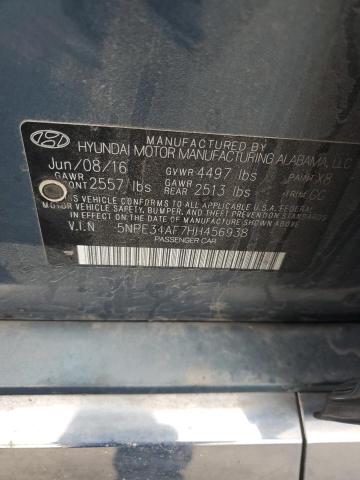 MANUFACTURED BY
HYUNDAI MOTOR MANUFACTURING ALABAMA, LLC
Jun/08/16 GVWR 4497 lbs PAINT X8
GAWR GAWR
FRONT 2557 lbs REAR 2513 lbs TRIM GC
THIS VEHICLE CONFORMS TO ALL APPLICABLE U.S.A. FEDERAL
MOTOR VEHICLE SAFETY, BUMPER, AND THEFT PREVENTION STANDARDS
IN EFFECT ON THE DATE OF MANUFACTURE SHOWN ABOVE.
V.I.N 5NPE34AF7HH456938
PASSENGER CAR